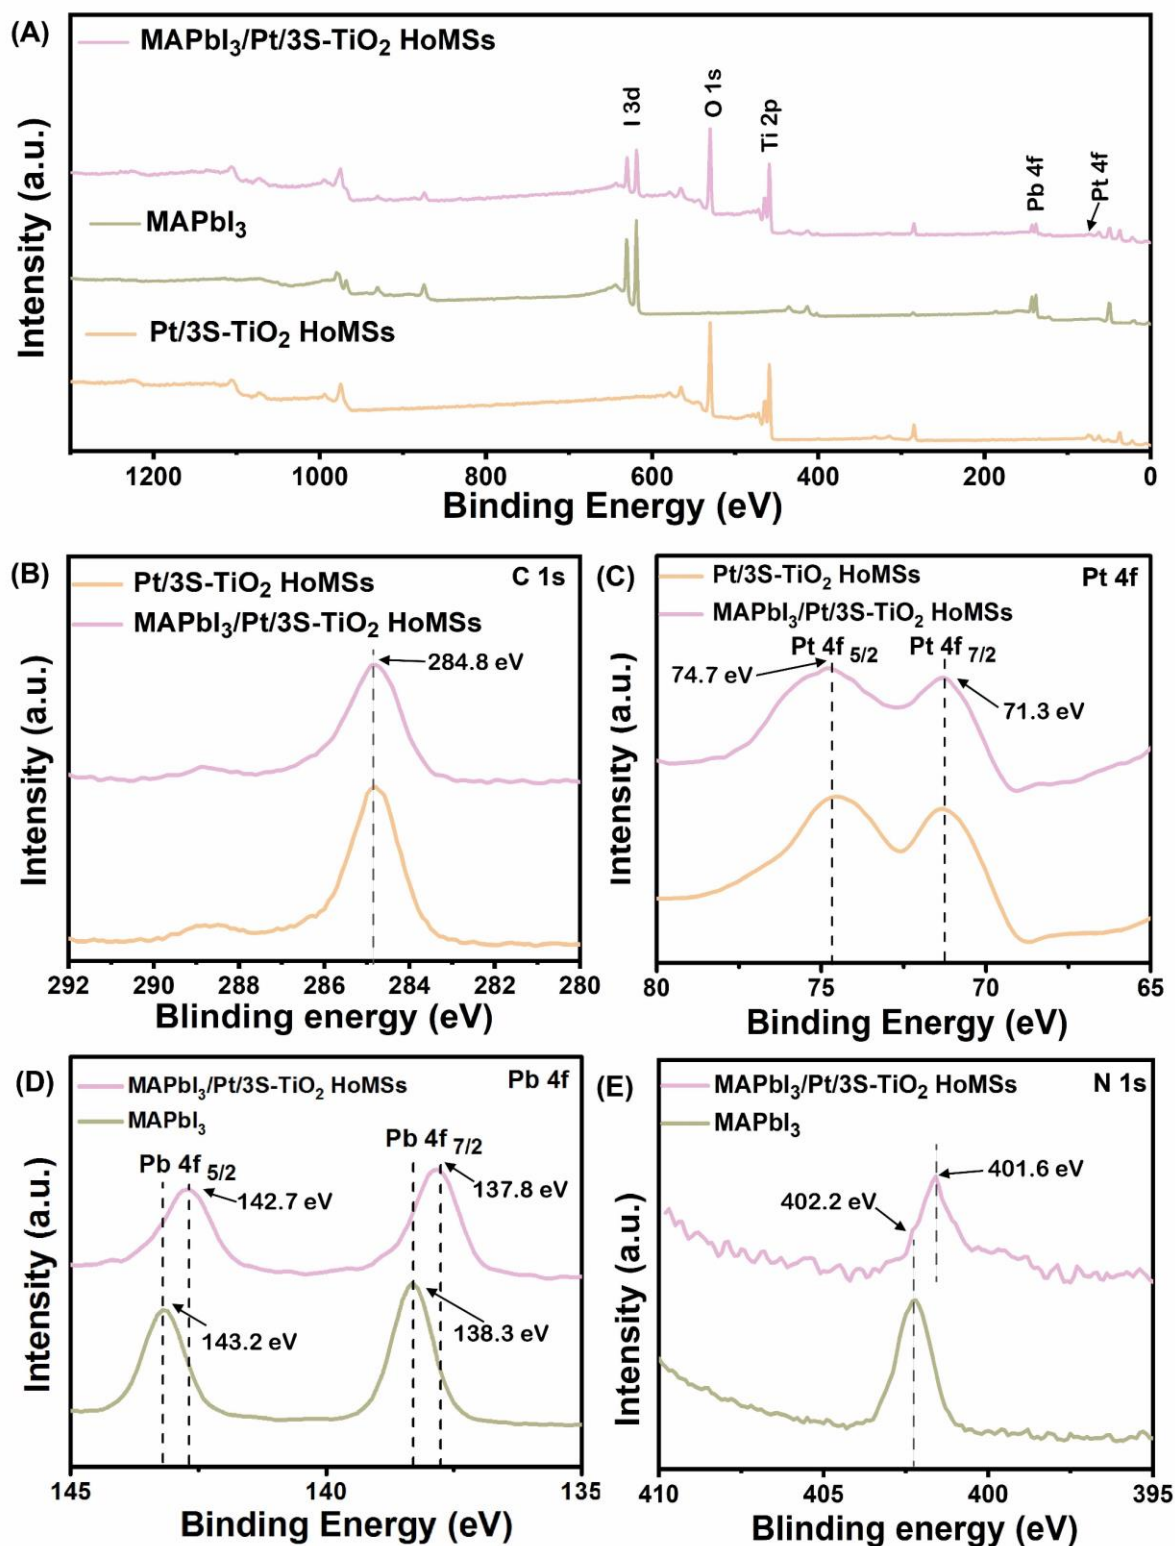 (A)
MAPbI₃/Pt/3S-TiO₂ HoMSs
MAPbI₃
Pt/3S-TiO₂ HoMSs
I 3d
O 1s
Ti 2p
Pb 4f
Pt 4f
Intensity (a.u.)
1200 1000 800 600 400 200 0
Binding Energy (eV)
(B)
Pt/3S-TiO₂ HoMSs
MAPbI₃/Pt/3S-TiO₂ HoMSs
C 1s
284.8 eV
Intensity (a.u.)
292 290 288 286 284 282 280
Blinding energy (eV)
(C)
Pt/3S-TiO₂ HoMSs
MAPbI₃/Pt/3S-TiO₂ HoMSs
Pt 4f
Pt 4f 5/2
Pt 4f 7/2
74.7 eV
71.3 eV
Intensity (a.u.)
80 75 70 65
Binding Energy (eV)
(D)
MAPbI₃/Pt/3S-TiO₂ HoMSs
MAPbI₃
Pb 4f
Pb 4f 5/2
Pb 4f 7/2
142.7 eV
137.8 eV
143.2 eV
138.3 eV
Intensity (a.u.)
145 140 135
Binding Energy (eV)
(E)
MAPbI₃/Pt/3S-TiO₂ HoMSs
MAPbI₃
N 1s
401.6 eV
402.2 eV
Intensity (a.u.)
410 405 400 395
Blinding energy (eV)